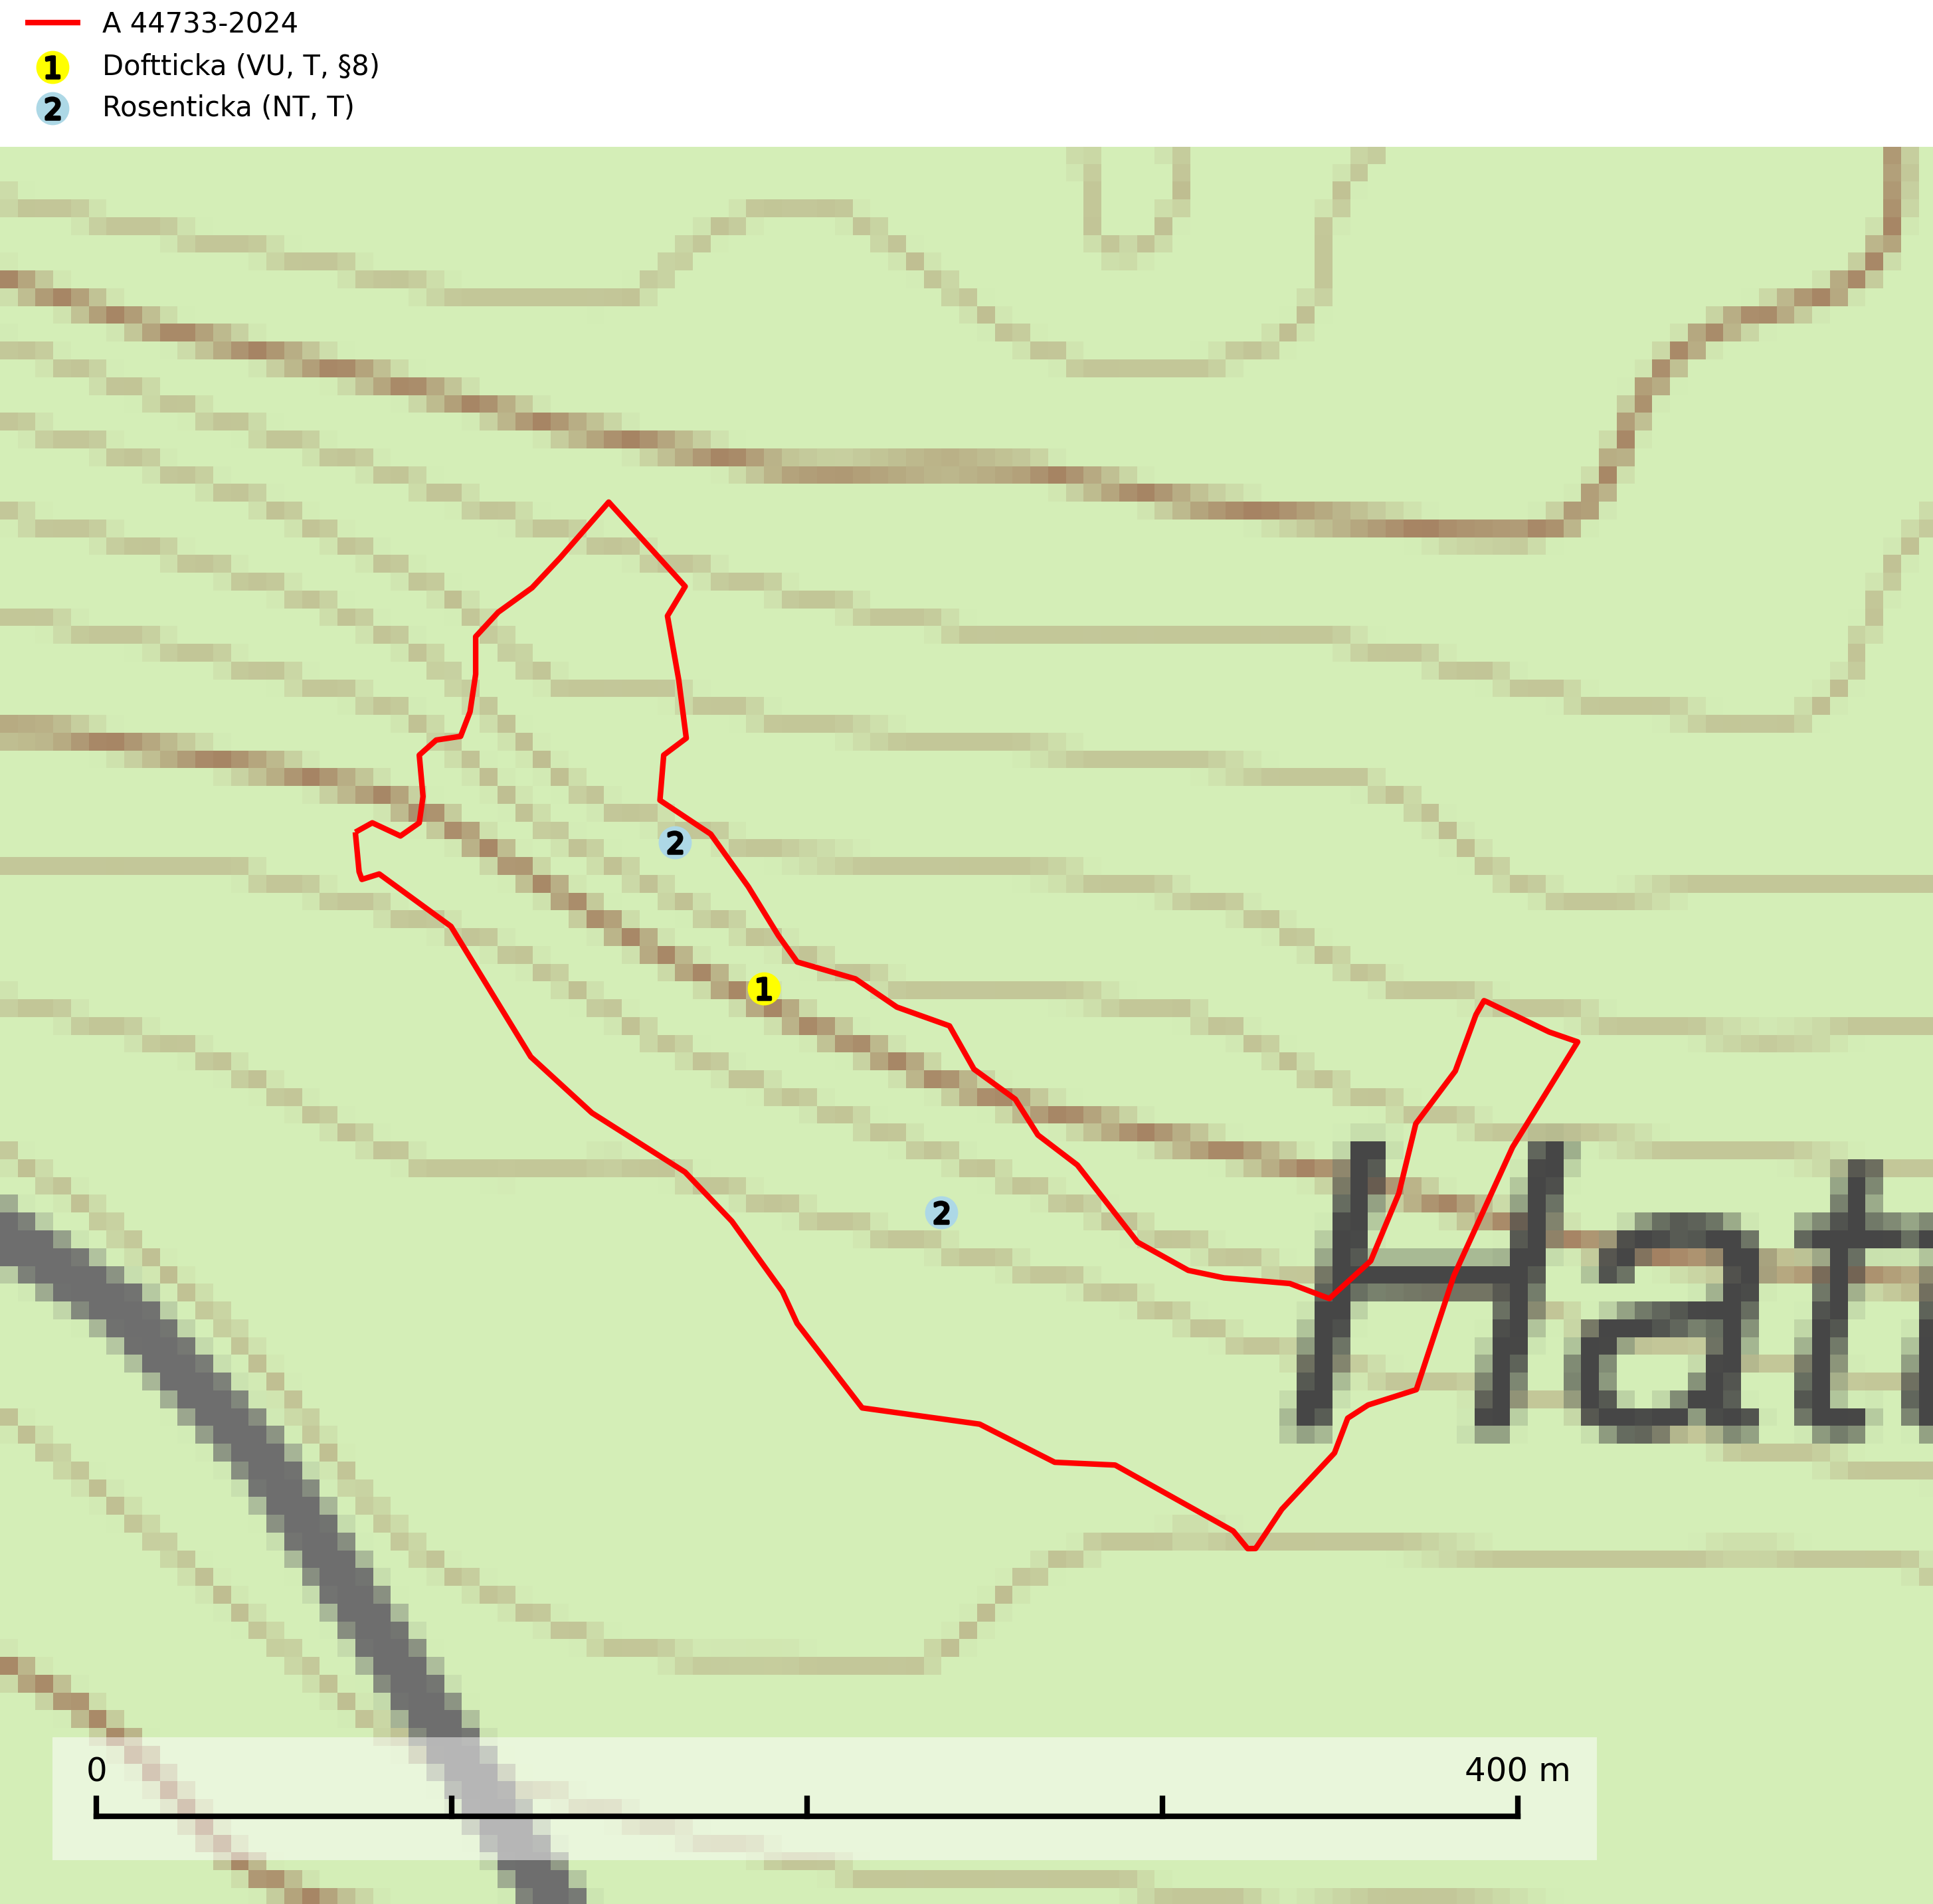 A 44733-2024
1 Doftticka (VU, T, §8)
2 Rosenticka (NT, T)
2
1
2
Hat
0 400 m